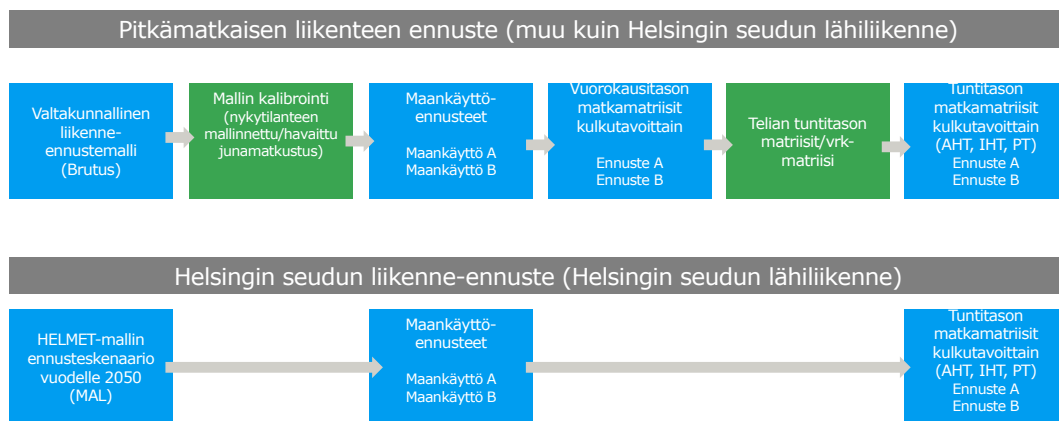 Pitkämatkaisen liikenteen ennuste (muu kuin Helsingin seudun lähiliikenne)
Valtakunnallinen
liikenne-
ennustemalli
(Brutus)
Mallin kalibrointi
(nykytilanteen
mallinnettu/havaittu
junamatkustus)
Maankäyttö-
ennusteet
Maankäyttö A
Maankäyttö B
Vuorokausitason
matkamatriisit
kulkutavoittain
Ennuste A
Ennuste B
Telian tuntitason
matriisit/vrk-
matriisi
Tuntitason
matkamatriisit
kulkutavoittain
(AHT, IHT, PT)
Ennuste A
Ennuste B
Helsingin seudun liikenne-ennuste (Helsingin seudun lähiliikenne)
HELMET-mallin
ennusteskenaario
vuodelle 2050
(MAL)
Maankäyttö-
ennusteet
Maankäyttö A
Maankäyttö B
Tuntitason
matkamatriisit
kulkutavoittain
(AHT, IHT, PT)
Ennuste A
Ennuste B